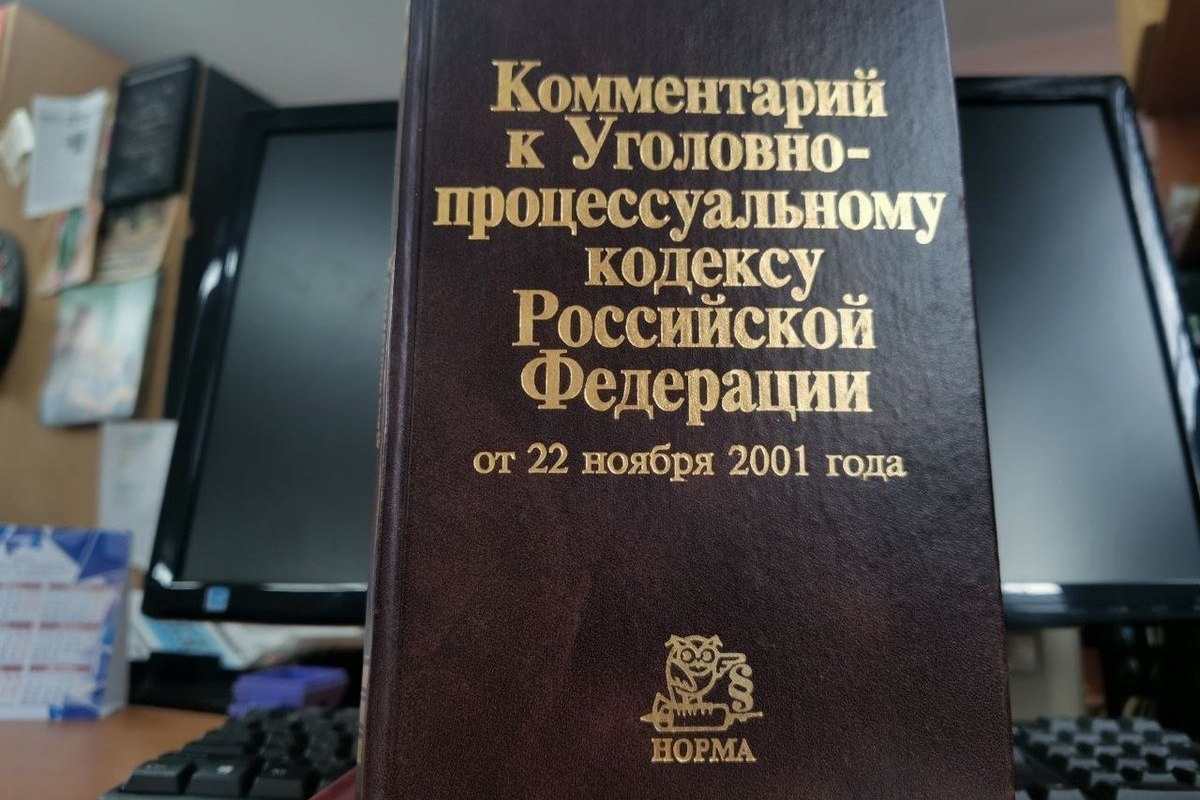 Комментарий
к Уголовно-
процессуальному
кодексу
Российской
Федерации
от 22 ноября 2001 года
§
НОРМА